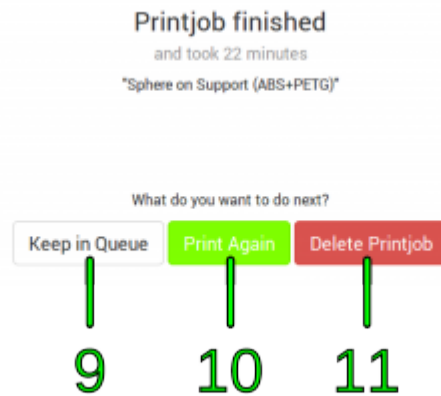 Printjob finished
and took 22 minutes
"Sphere on Support (ABS+PETG)"
What do you want to do next?
Keep in Queue Print Again Delete Printjob
9 10 11